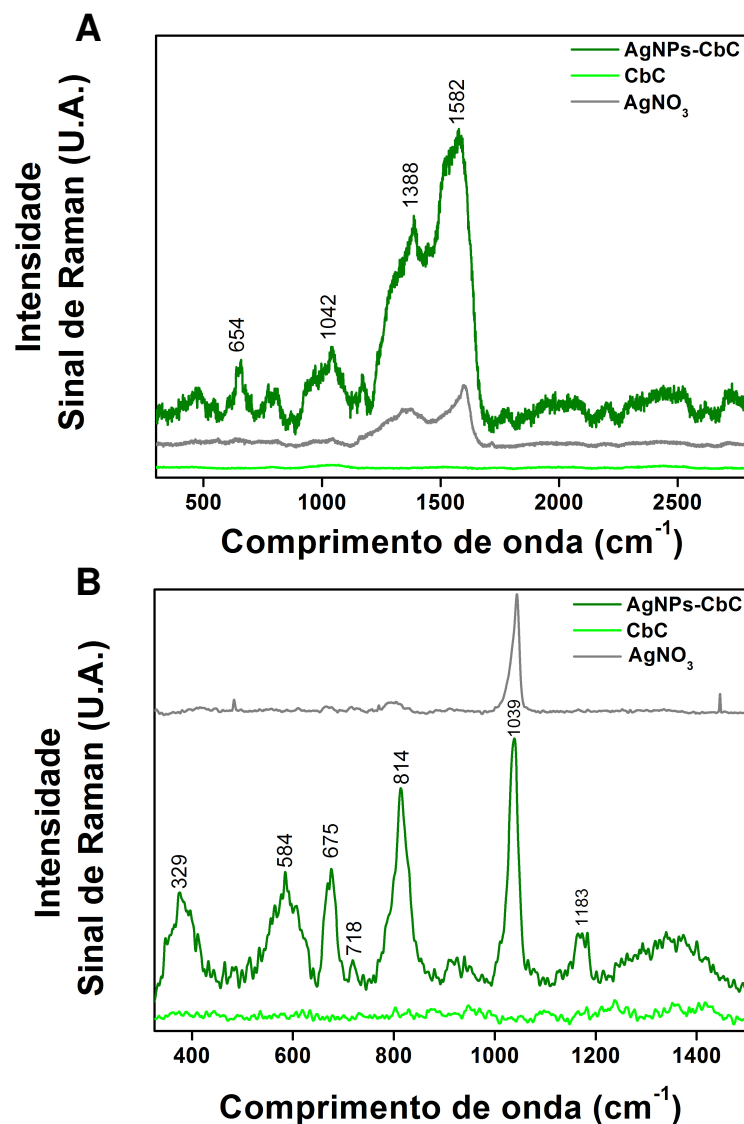 A
AgNPs-CbC
CbC
AgNO₃
Intensidade
Sinal de Raman (U.A.)
654
1042
1388
1582
500 1000 1500 2000 2500
Comprimento de onda (cm⁻¹)
B
AgNPs-CbC
CbC
AgNO₃
Intensidade
Sinal de Raman (U.A.)
329
584
675
718
814
1039
1183
400 600 800 1000 1200 1400
Comprimento de onda (cm⁻¹)